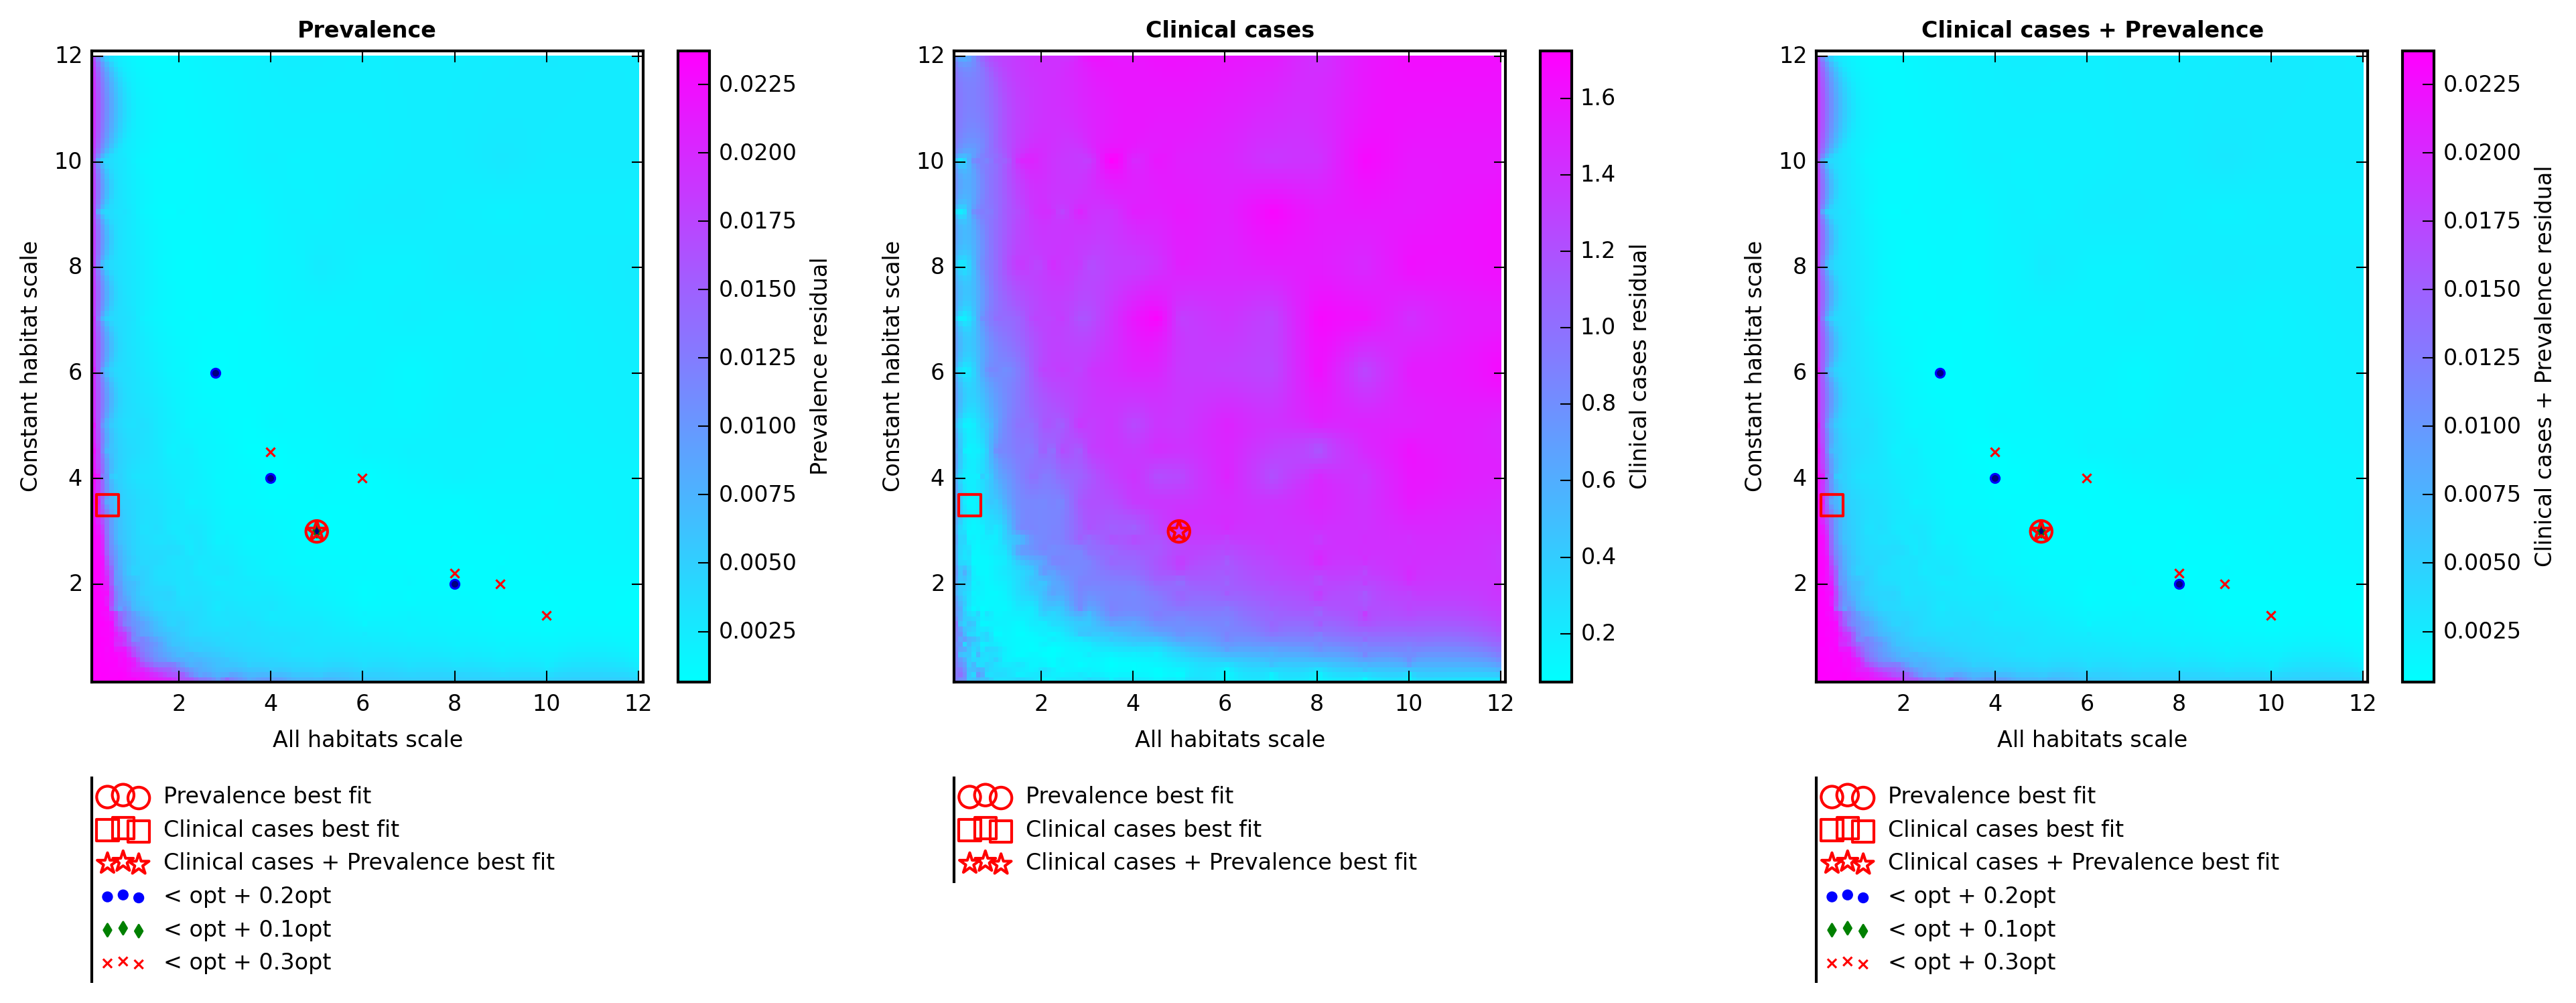 Prevalence
12
10
8
6
4
2
Constant habitat scale
2 4 6 8 10 12
All habitats scale
0.0225
0.0200
0.0175
0.0150
0.0125
0.0100
0.0075
0.0050
0.0025
Prevalence residual
Prevalence best fit
Clinical cases best fit
Clinical cases + Prevalence best fit
< opt + 0.2opt
< opt + 0.1opt
< opt + 0.3opt
Clinical cases
12
10
8
6
4
2
Constant habitat scale
2 4 6 8 10 12
All habitats scale
1.6
1.4
1.2
1.0
0.8
0.6
0.4
0.2
Clinical cases residual
Prevalence best fit
Clinical cases best fit
Clinical cases + Prevalence best fit
Clinical cases + Prevalence
12
10
8
6
4
2
Constant habitat scale
2 4 6 8 10 12
All habitats scale
0.0225
0.0200
0.0175
0.0150
0.0125
0.0100
0.0075
0.0050
0.0025
Clinical cases + Prevalence residual
Prevalence best fit
Clinical cases best fit
Clinical cases + Prevalence best fit
< opt + 0.2opt
< opt + 0.1opt
< opt + 0.3opt